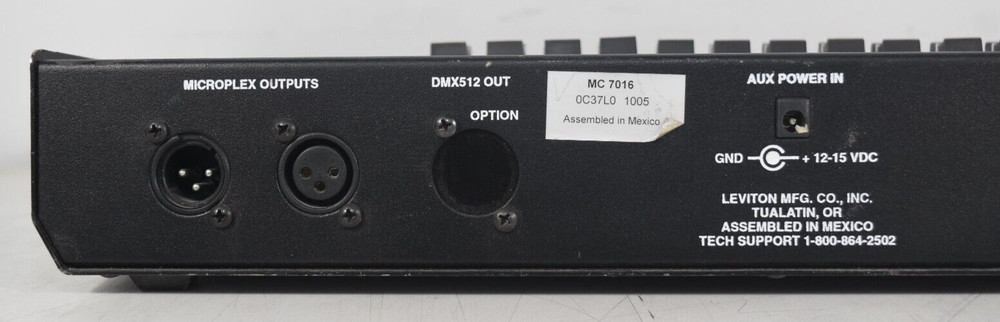 MICROPLEX OUTPUTS
DMX512 OUT
OPTION
MC 7016
0C37L0 1005
Assembled in Mexico
AUX POWER IN
GND + 12-15 VDC
LEVITON MFG. CO., INC.
TUALATIN, OR
ASSEMBLED IN MEXICO
TECH SUPPORT 1-800-864-2502